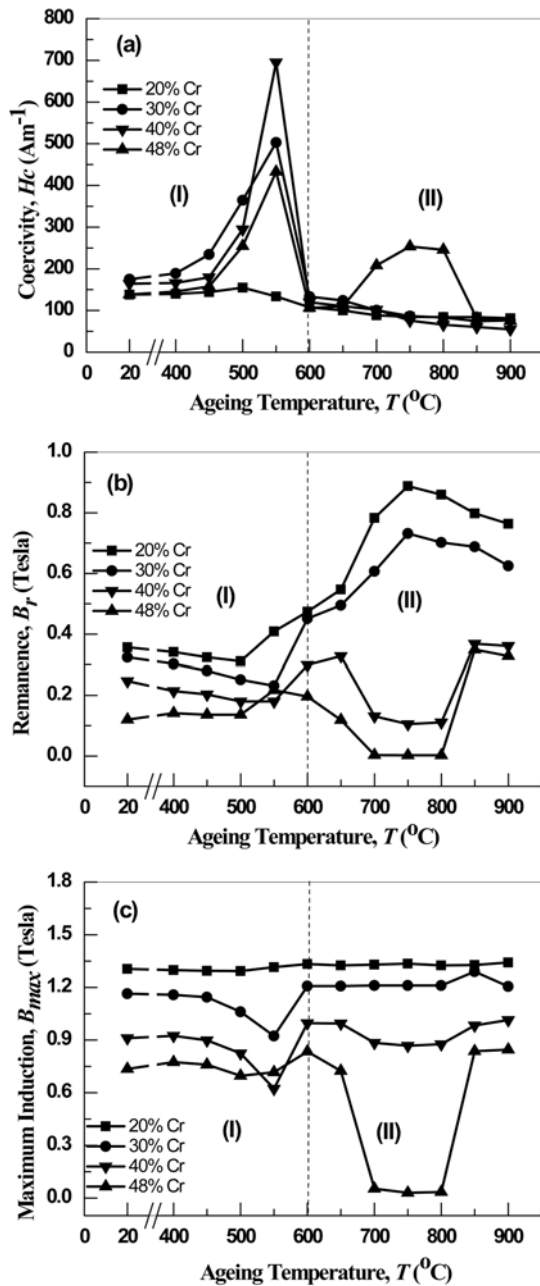 (a)
800
700
600
500
400
300
200
100
0
Coercivity, Hc (Am⁻¹)
20% Cr
30% Cr
40% Cr
48% Cr
(I)
(II)
0 20 400 500 600 700 800 900
Ageing Temperature, T (⁰C)
(b)
1.0
0.8
0.6
0.4
0.2
0.0
Remanence, Br (Tesla)
20% Cr
30% Cr
40% Cr
48% Cr
(I)
(II)
0 20 400 500 600 700 800 900
Ageing Temperature, T (⁰C)
(c)
1.8
1.5
1.2
0.9
0.6
0.3
0.0
Maximum Induction, Bmax (Tesla)
(I)
(II)
20% Cr
30% Cr
40% Cr
48% Cr
0 20 400 500 600 700 800 900
Ageing Temperature, T (⁰C)